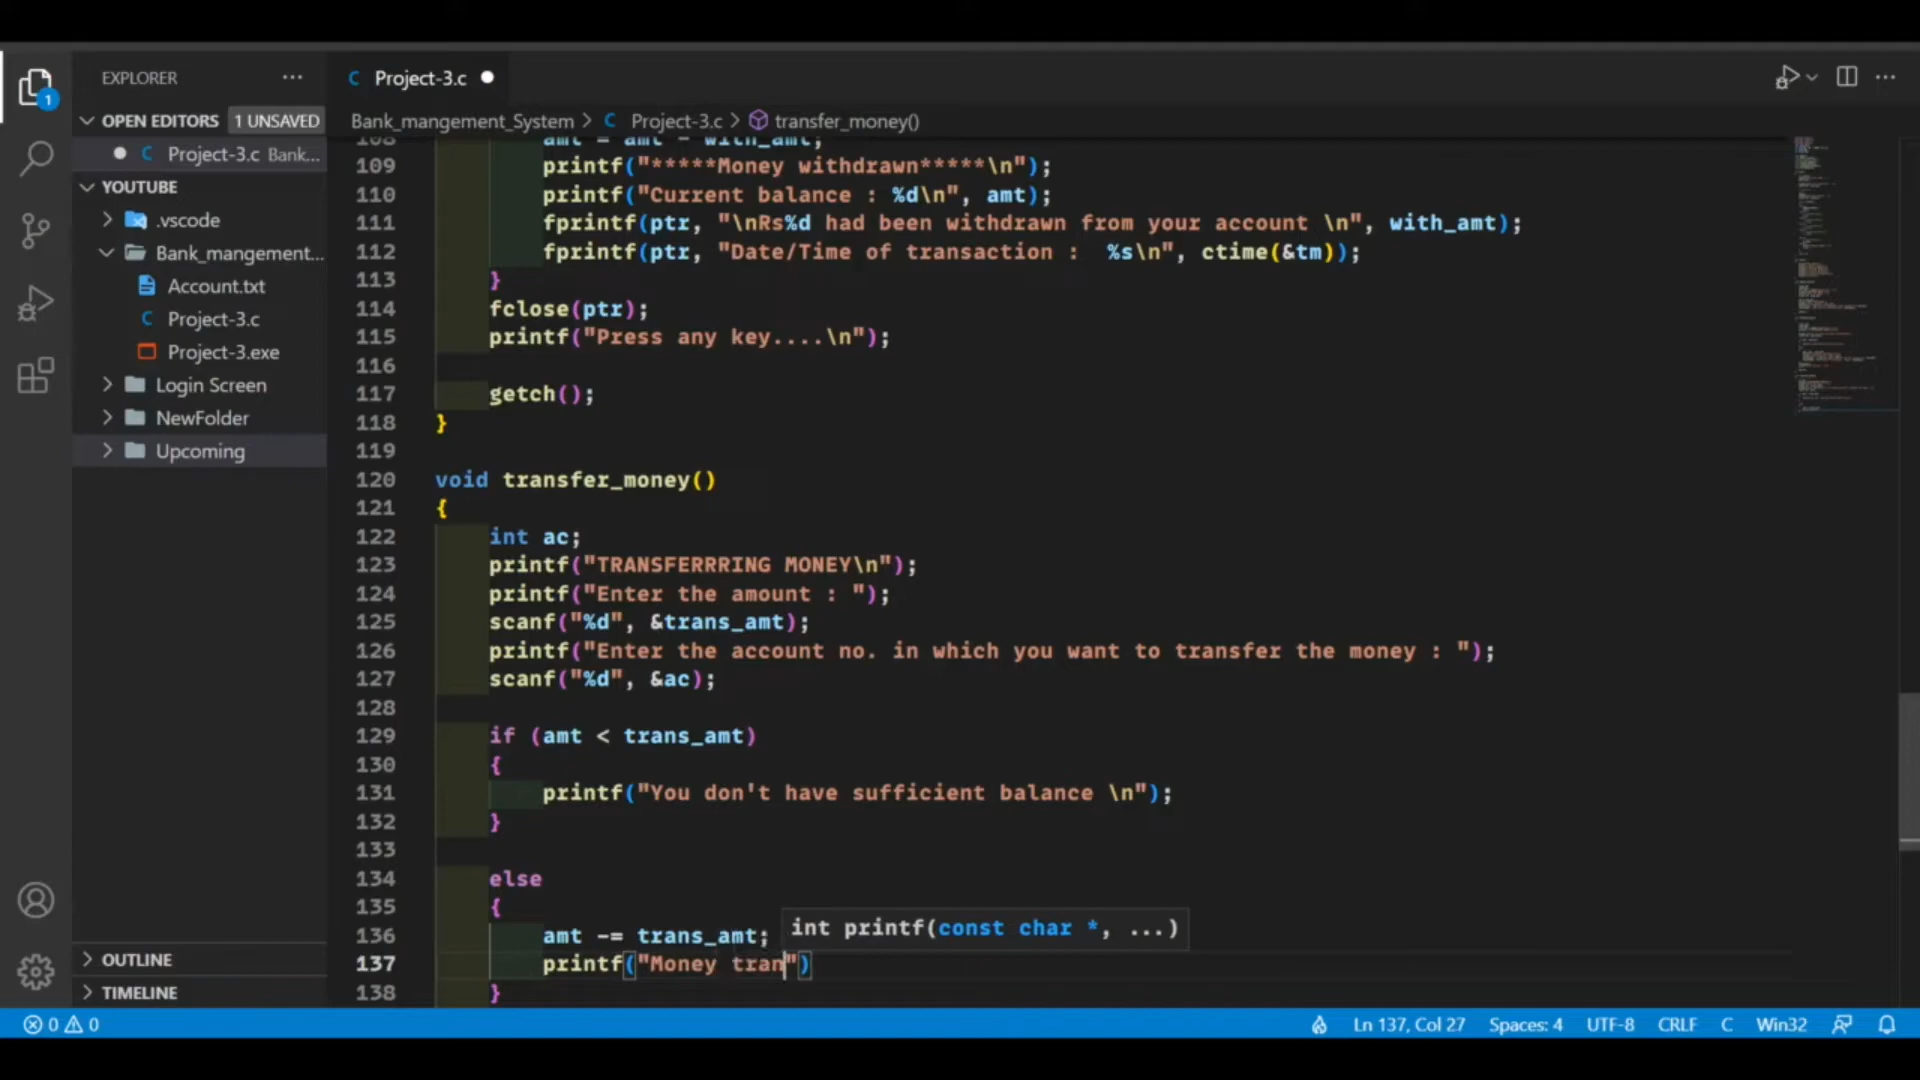 EXPLORER
Project-3.c
OPEN EDITORS 1 UNSAVED
Project-3.c Bank...
YOUTUBE
.vscode
Bank_mangement...
Account.txt
Project-3.c
Project-3.exe
Login Screen
NewFolder
Upcoming
OUTLINE
TIMELINE
1
Bank_mangement_System > Project-3.c > transfer_money()
108 amt = amt - with_amt;
109 printf("*****Money withdrawn*****\n");
110 printf("Current balance : %d\n", amt);
111 fprintf(ptr, "\nRs%d had been withdrawn from your account \n", with_amt);
112 fprintf(ptr, "Date/Time of transaction :  %s\n", ctime(&tm));
113 }
114 fclose(ptr);
115 printf("Press any key....\n");
116
117 getch();
118 }
119
120 void transfer_money()
121 {
122 int ac;
123 printf("TRANSFERRRING MONEY\n");
124 printf("Enter the amount : ");
125 scanf("%d", &trans_amt);
126 printf("Enter the account no. in which you want to transfer the money : ");
127 scanf("%d", &ac);
128
129 if (amt < trans_amt)
130 {
131 printf("You don't have sufficient balance \n");
132 }
133
134 else
135 {
136 amt -= trans_amt;
int printf(const char *, ...)
137 printf("Money tran")
138 }
0 0
Ln 137, Col 27 Spaces: 4 UTF-8 CRLF C Win32